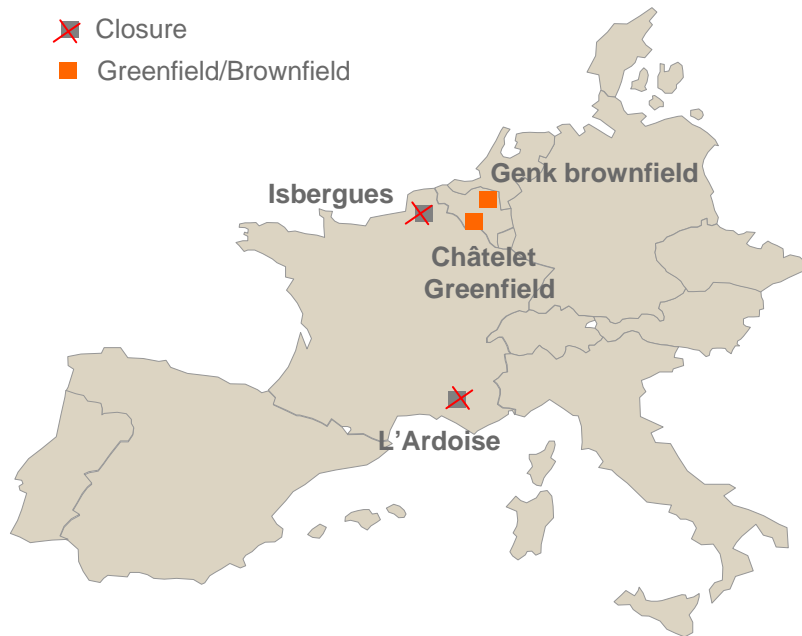 Closure
Greenfield/Brownfield
Genk brownfield
Isbergues
Châtelet
Greenfield
L’Ardoise